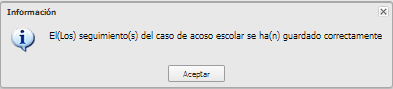 Información
El(Los) seguimiento(s) del caso de acoso escolar se ha(n) guardado correctamente
Aceptar